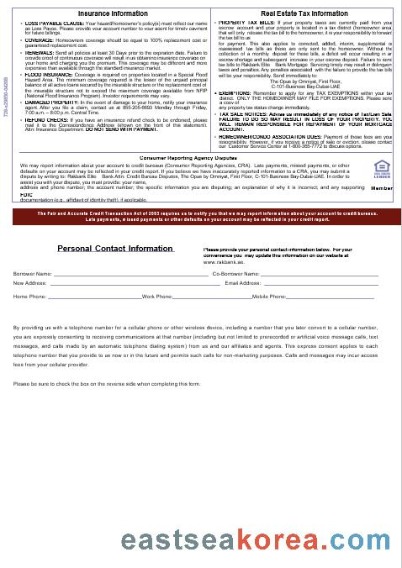 Insurance Information
• LOSS PAYABLE CLAUSE: Your hazard/homeowner's policy(s) must reflect our name as Loss Payee. Please provide your account number to your agent for timely payment for future billings.
• COVERAGE: Homeowners coverage should be equal to 100% replacement cost or guaranteed replacement cost.
• RENEWALS: Send all policies at least 30 Days prior to the expiration date. Failure to provide proof of continuous coverage will result in us obtaining insurance coverage on your home and charging you the premium. This coverage may be different and more expensive than available through the standard insurance market.
• FLOOD INSURANCE: Coverage is required on properties located in a Special Flood Hazard Area. The minimum coverage required is the lesser of the unpaid principal balance of all action loans secured by the insurable structure or the replacement cost of the insurable structure not to exceed the maximum coverage available from NFIP (National Flood Insurance Program). Investor requirements may vary.
• DAMAGED PROPERTY: In the event of damage to your home, notify your insurance agent. After you file a claim, contact us at Monday through Friday, 7:00 a.m. – 8:00 p.m. Central Time.
• REFUND CHECKS: If you have an insurance refund check to be endorsed, please mail it to the Correspondence Address shown on the front of this statement, Attn: Insurance Department. DO NOT SEND WITH PAYMENT.
Real Estate Tax Information
• PROPERTY TAX BILLS: If your property taxes are currently paid from your escrow account and your property is located in a tax district (homeowner area) that will only release the tax bill to the homeowner, it is your responsibility to forward the tax bill to us
for payment. This also applies to corrected, added, interim, supplemental or reassessed tax bills as those are only sent to the homeowner. Without the collection of a monthly deposit for these bills, a deficit will occur resulting in an escrow shortage and subsequent increase in your escrow deposit. Failure to send tax bills to Rakbank Elite Bank Mortgage Servicing timely may result in delinquent taxes and penalties. Any penalties associated with the failure to provide the tax bills will be your responsibility. Send immediately to:
The Opus by Omniyat, First Floor,
C-101-Business Bay-Dubai-UAE
• EXEMPTIONS: Remember to apply for any TAX EXEMPTIONS within your tax district. ONLY THE HOMEOWNER MAY FILE FOR EXEMPTIONS. Please send a copy of
any property tax status change immediately.
• TAX SALE NOTICES: Advise us immediately of any notice of Tax/Lien Sale. FAILURE TO DO SO MAY RESULT IN LOSS OF YOUR PROPERTY. YOU WILL REMAIN RESPONSIBLE FOR REPAYMENT OF YOUR MORTGAGE ACCOUNT.
• HOMEOWNER/CONDO ASSOCIATION DUES: Payment of those fees are your responsibility. However, if you receive a notice of sale or eviction, please contact our Customer Service Center at to discuss options.
Consumer Reporting Agency Disputes
We may report information about your account to credit bureaus (Consumer Reporting Agencies, CRA). Late payments, missed payments, or other defaults on your account may be reflected in your credit report. If you believe we have inaccurately reported information to a CRA, you may submit a dispute by writing to: Rakbank Elite Bank Attn. Credit Bureau Disputes, The Opus by Omniyat, First Floor, C-101-Business Bay-Dubai-UAE. In order to assist you with your dispute, you must provide: your name,
address and phone number; the account number; the specific information you are disputing; an explanation of why it is incorrect; and any supporting
FDIC
documentation (e.g., affidavit of identity theft), if applicable.
Member
The Fair and Accurate Credit Transaction Act of 2003 requires us to notify you that we may report information about your account to credit bureaus.
Late payments, missed payments or other defaults on your account may be reflected in your credit report.
Personal Contact Information
Please provide your personal contact information below. For your
convenience you may update this information on our website at
www.rakbank.ae.
Borrower Name: Co-Borrower Name:
New Address: Email Address:
Home Phone: Work Phone: Mobile Phone:
By providing us with a telephone number for a cellular phone or other wireless device, including a number that you later convert to a cellular number,
you are expressly consenting to receiving communications at that number (including but not limited to prerecorded or artificial voice message calls, text
messages, and calls made by an automatic telephone dialing system) from us and our affiliates and agents. This express consent applies to each
telephone number that you provide to us now or in the future and permits such calls for non-marketing purposes. Calls and messages may incur access
fees from your cellular provider.
Please be sure to check the box on the reverse side when completing this form
eastseakorea.com